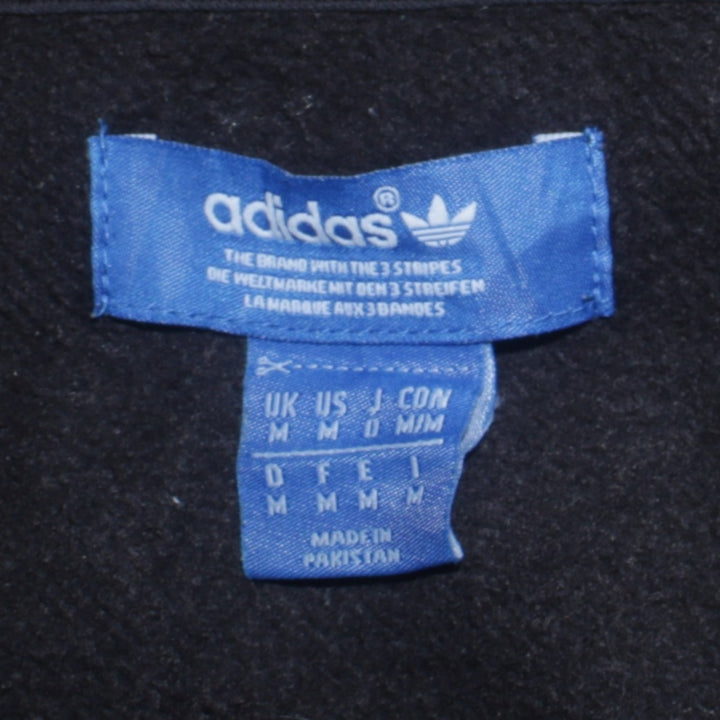 adidas®
THE BRAND WITH THE 3 STRIPES
DIE WELTMARKE MIT DEN 3 STREIFEN
LA MARQUE AUX 3 BANDES
UK US J CDN
M M O M/M
D F E I
M M M M
MADE IN
PAKISTAN